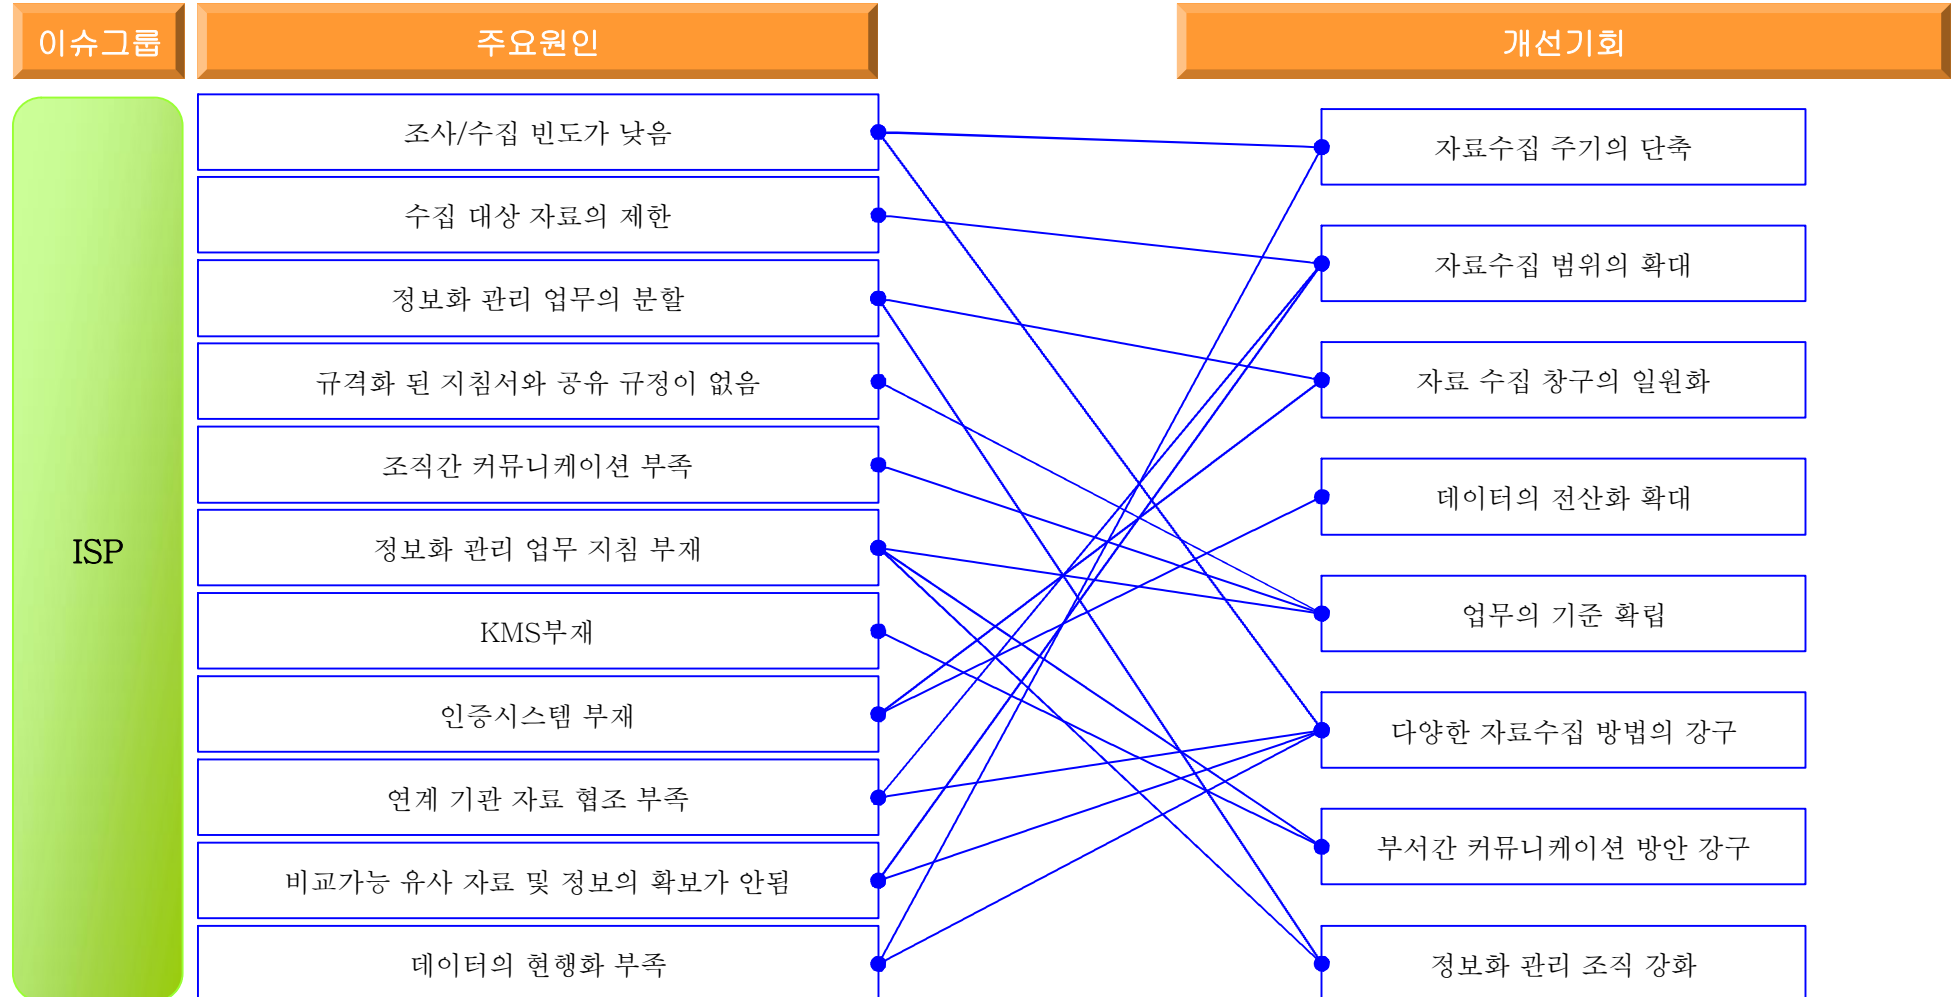 이슈그룹
주요원인
개선기회
ISP
조사/수집 빈도가 낮음
수집 대상 자료의 제한
정보화 관리 업무의 분할
규격화 된 지침서와 공유 규정이 없음
조직간 커뮤니케이션 부족
정보화 관리 업무 지침 부재
KMS부재
인증시스템 부재
연계 기관 자료 협조 부족
비교가능 유사 자료 및 정보의 확보가 안됨
데이터의 현행화 부족
자료수집 주기의 단축
자료수집 범위의 확대
자료 수집 창구의 일원화
데이터의 전산화 확대
업무의 기준 확립
다양한 자료수집 방법의 강구
부서간 커뮤니케이션 방안 강구
정보화 관리 조직 강화